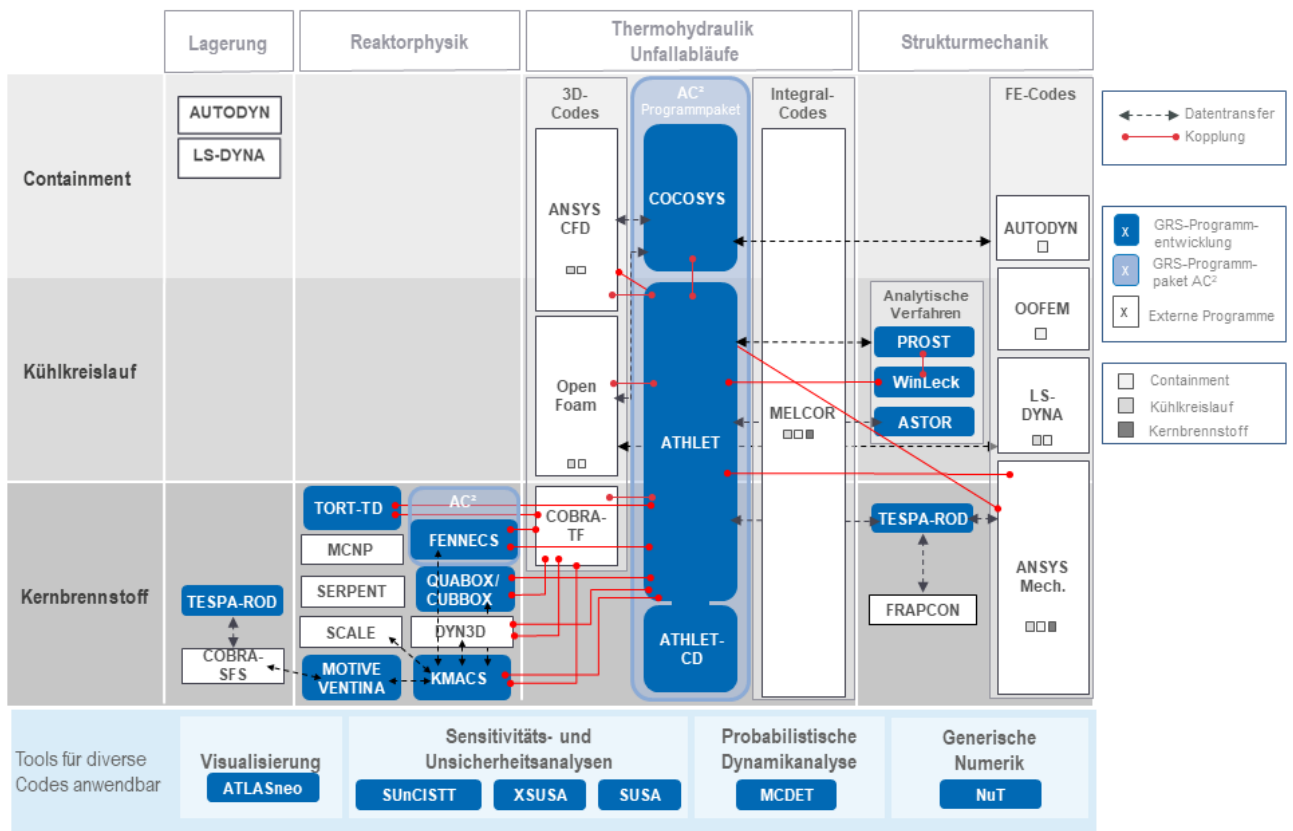 Lagerung
Reaktorphysik
Thermohydraulik
Unfallabläufe
Strukturmechanik
Containment
AUTODYN
LS-DYNA
3D-
Codes
ANSYS
CFD
AC²
Programmpaket
COCOSYS
Integral-
Codes
FE-Codes
AUTODYN
Datentransfer
Kopplung
X
GRS-Programm-
entwicklung
X
GRS-Programm-
paket AC²
X
Externe Programme
Containment
Kühlkreislauf
Kernbrennstoff
Kühlkreislauf
Open
Foam
ATHLET
MELCOR
Analytische
Verfahren
PROST
WinLeck
ASTOR
OOFEM
LS-
DYNA
Kernbrennstoff
TESPA-ROD
COBRA-
SFS
TORT-TD
MCNP
SERPENT
SCALE
MOTIVE
VENTINA
AC²
FENNECS
QUABOX/
CUBBOX
DYN3D
KMACS
COBRA-
TF
ATHLET-
CD
TESPA-ROD
FRAPCON
ANSYS
Mech.
Tools für diverse
Codes anwendbar
Visualisierung
ATLASneo
Sensitivitäts- und
Unsicherheitsanalysen
SUnCISTT
XSUSA
SUSA
Probabilistische
Dynamikanalyse
MCDET
Generische
Numerik
NuT